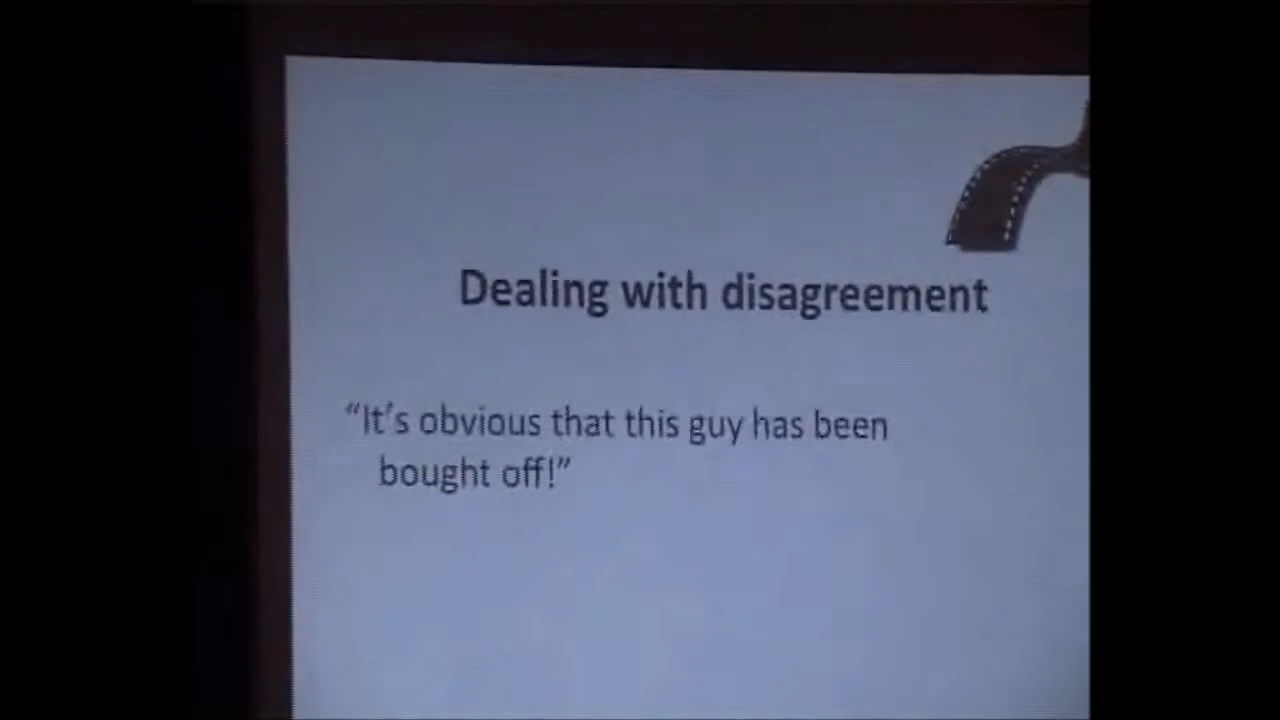 Dealing with disagreement
“It’s obvious that this guy has been
bought off!”